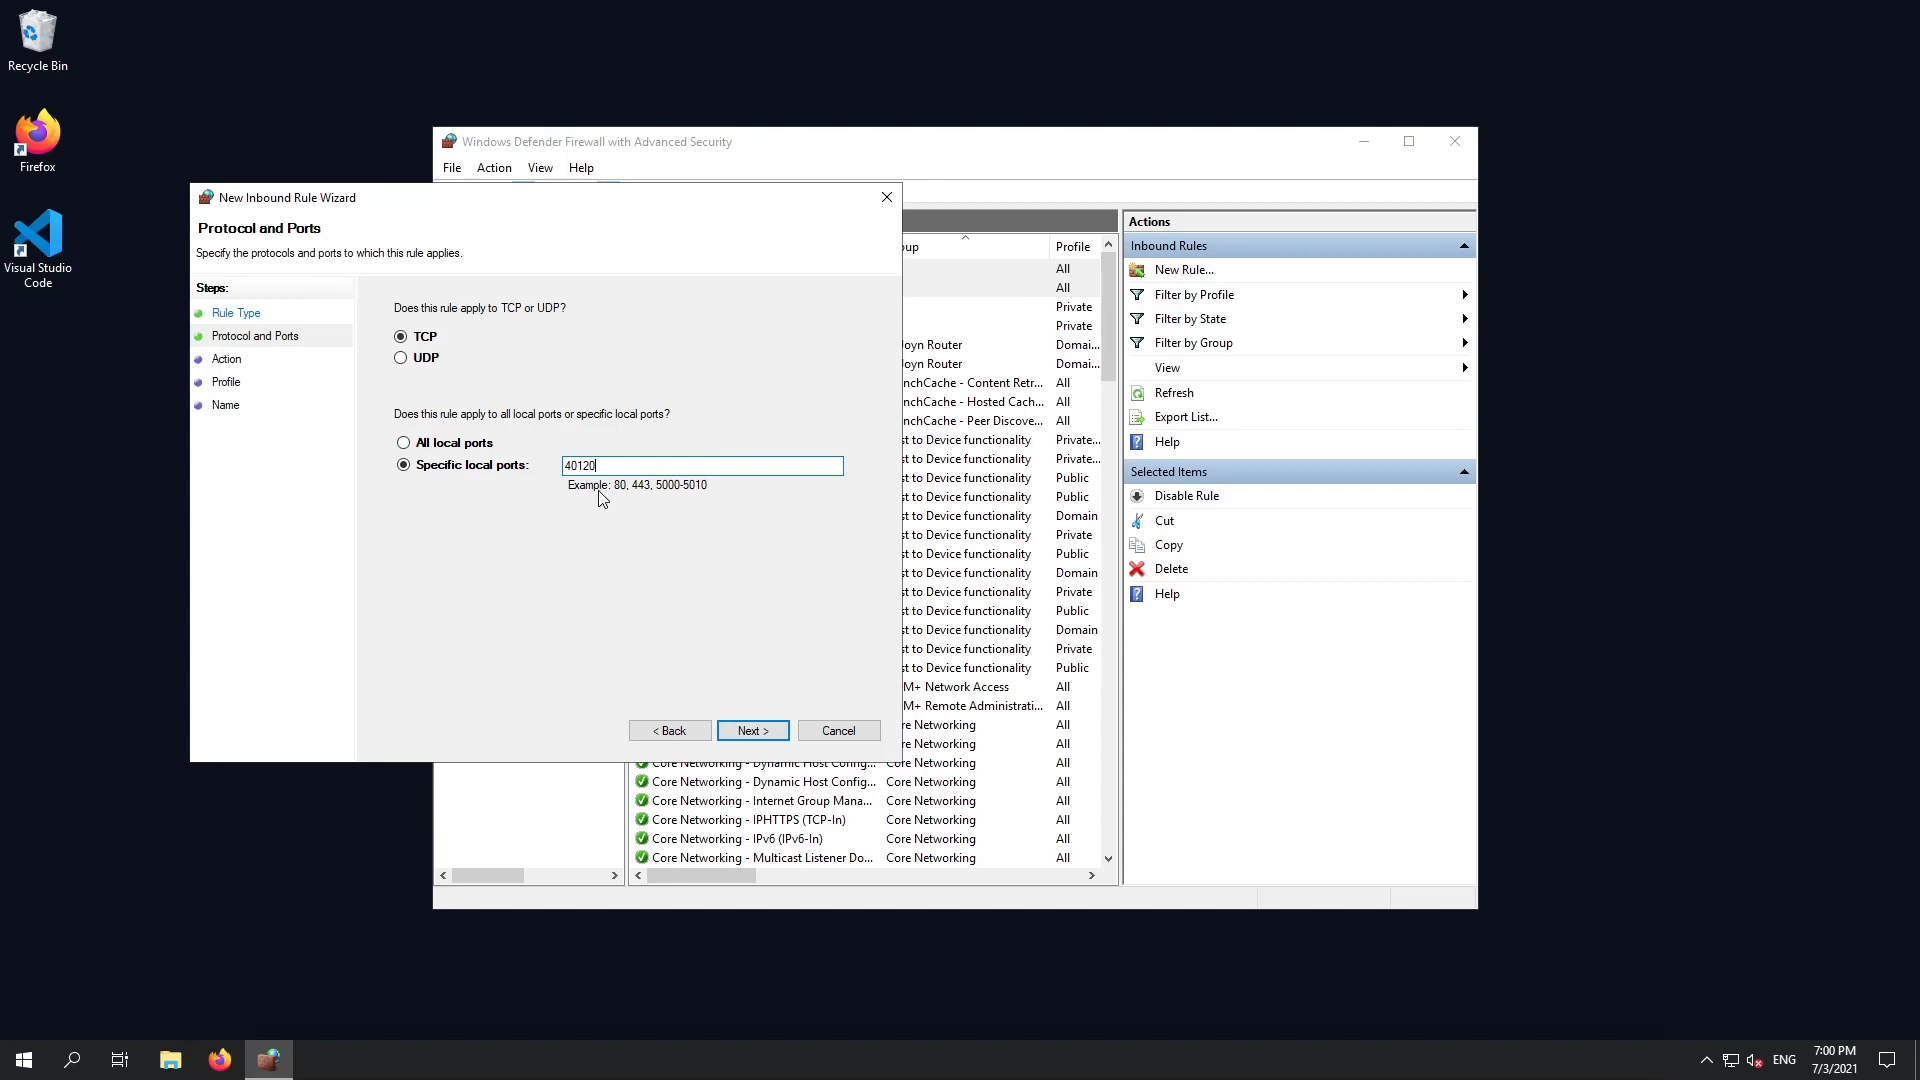 Recycle Bin
Firefox
Visual Studio
Code
Windows Defender Firewall with Advanced Security
File Action View Help
New Inbound Rule Wizard
Protocol and Ports
Specify the protocols and ports to which this rule applies.
Steps:
Rule Type
Protocol and Ports
Action
Profile
Name
Does this rule apply to TCP or UDP?
TCP
UDP
Does this rule apply to all local ports or specific local ports?
All local ports
Specific local ports: 40120
Example: 80, 443, 5000-5010
< Back Next > Cancel
oup Profile
All
All
Private
Private
Joyn Router Domai...
Joyn Router Domai...
nchCache - Content Retr... All
nchCache - Hosted Cach... All
nchCache - Peer Discove... All
st to Device functionality Private...
st to Device functionality Private...
st to Device functionality Public
st to Device functionality Public
st to Device functionality Domain
st to Device functionality Private
st to Device functionality Public
st to Device functionality Domain
st to Device functionality Private
st to Device functionality Public
st to Device functionality Domain
st to Device functionality Private
st to Device functionality Public
M+ Network Access All
M+ Remote Administrati... All
re Networking All
re Networking All
Core Networking - Dynamic Host Config... Core Networking All
Core Networking - Dynamic Host Config... Core Networking All
Core Networking - Internet Group Mana... Core Networking All
Core Networking - IPHTTPS (TCP-In) Core Networking All
Core Networking - IPv6 (IPv6-In) Core Networking All
Core Networking - Multicast Listener Do... Core Networking All
Actions
Inbound Rules
New Rule...
Filter by Profile
Filter by State
Filter by Group
View
Refresh
Export List...
Help
Selected Items
Disable Rule
Cut
Copy
Delete
Help
ENG
7:00 PM
7/3/2021